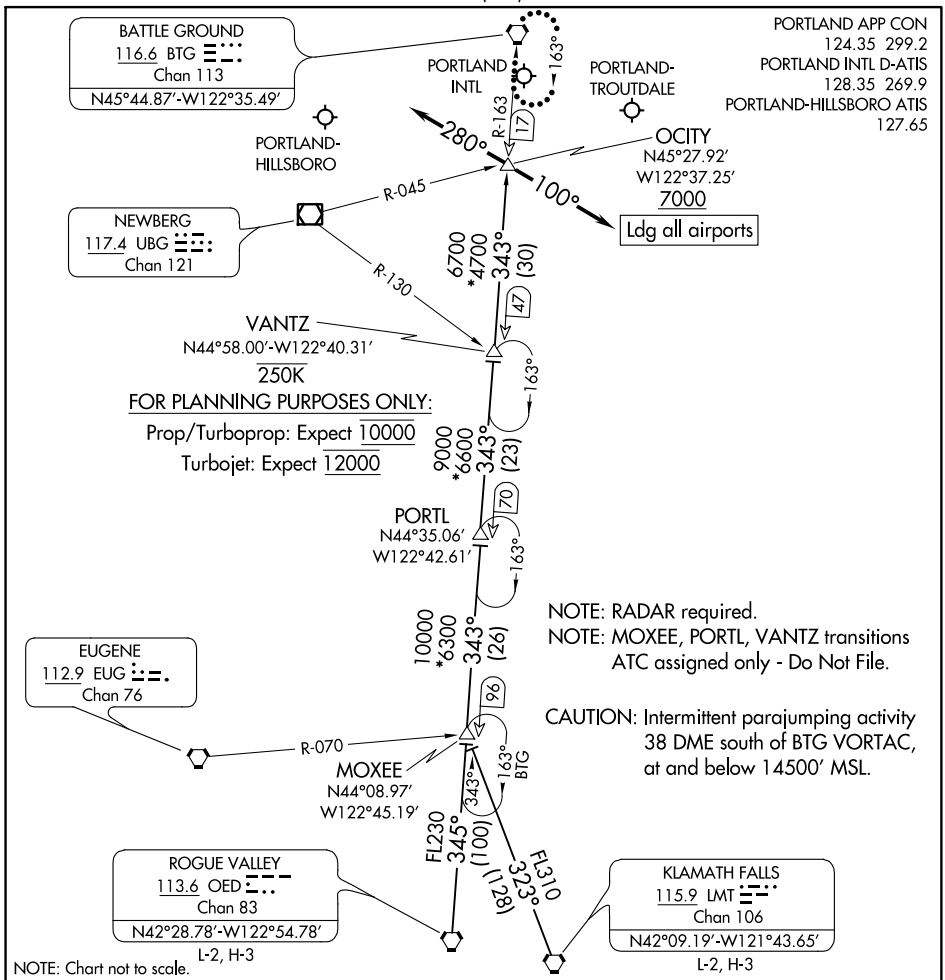 BATTLE GROUND
116.6 BTG
Chan 113
N45°44.87'-W122°35.49'
PORTLAND APP CON
124.35 299.2
PORTLAND INTL D-ATIS
128.35 269.9
PORTLAND-HILLSBORO ATIS
127.65
163°
PORTLAND
INTL
PORTLAND-
TROUTDALE
PORTLAND-
HILLSBORO
R-163
17
280°
100°
OCITY
N45°27.92'
W122°37.25'
7000
Ldg all airports
R-045
NEWBERG
117.4 UBG
Chan 121
R-130
6700
*4700
343°
(30)
47
VANTZ
N44°58.00'-W122°40.31'
250K
163°
FOR PLANNING PURPOSES ONLY:
Prop/Turboprop: Expect 10000
Turbojet: Expect 12000
9000
*6600
343°
(23)
70
PORTL
N44°35.06'
W122°42.61'
163°
10000
*6300
343°
(26)
NOTE: RADAR required.
NOTE: MOXEE, PORTL, VANTZ transitions
ATC assigned only - Do Not File.
CAUTION: Intermittent parajumping activity
38 DME south of BTG VORTAC,
at and below 14500' MSL.
EUGENE
112.9 EUG
Chan 76
R-070
96
MOXEE
N44°08.97'
W122°45.19'
343°
163°
BTG
FL230
345°
(100)
FL310
323°
(128)
ROGUE VALLEY
113.6 OED
Chan 83
N42°28.78'-W122°54.78'
L-2, H-3
KLAMATH FALLS
115.9 LMT
Chan 106
N42°09.19'-W121°43.65'
L-2, H-3
NOTE: Chart not to scale.